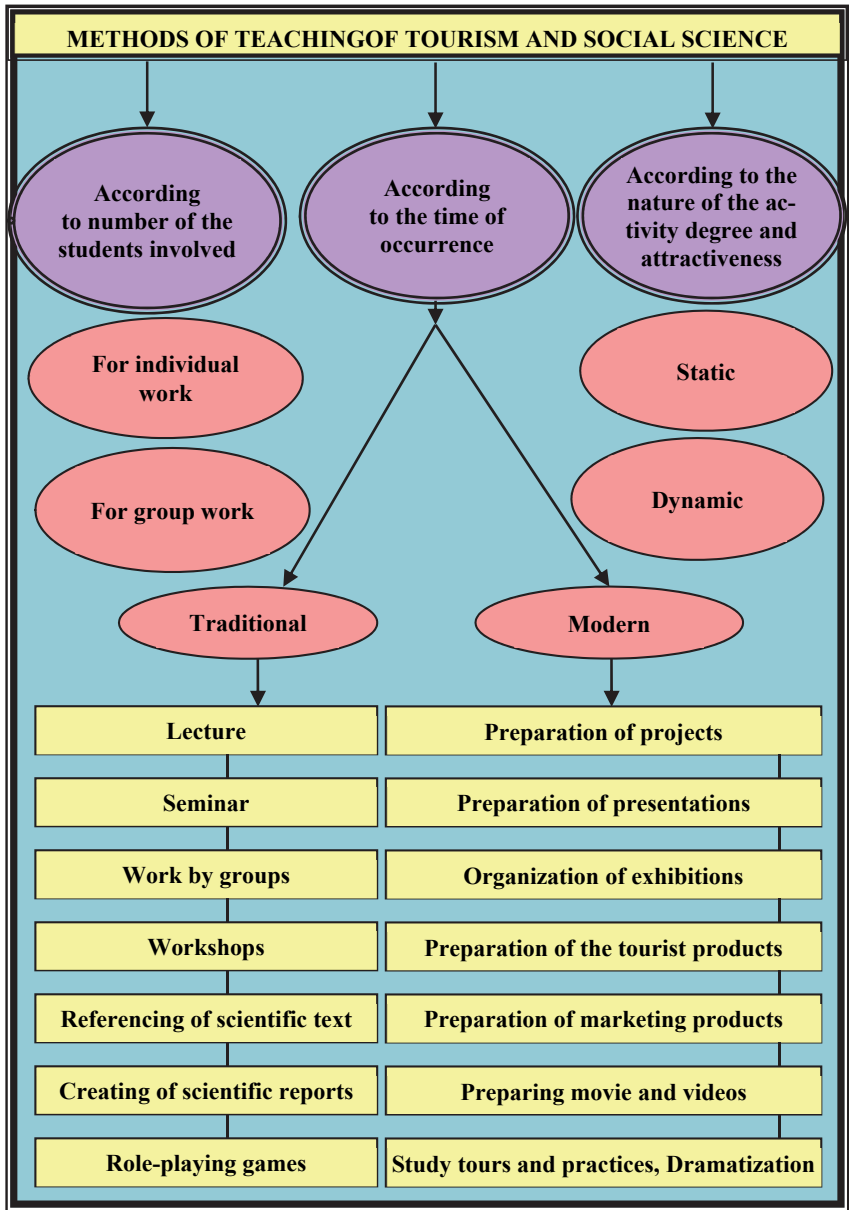 METHODS OF TEACHINGOF TOURISM AND SOCIAL SCIENCE
According
to number of the
students involved
According
to the time of
occurrence
According to the
nature of the ac-
tivity degree and
attractiveness
For individual
work
For group work
Static
Dynamic
Traditional
Modern
Lecture
Seminar
Work by groups
Workshops
Referencing of scientific text
Creating of scientific reports
Role-playing games
Preparation of projects
Preparation of presentations
Organization of exhibitions
Preparation of the tourist products
Preparation of marketing products
Preparing movie and videos
Study tours and practices, Dramatization